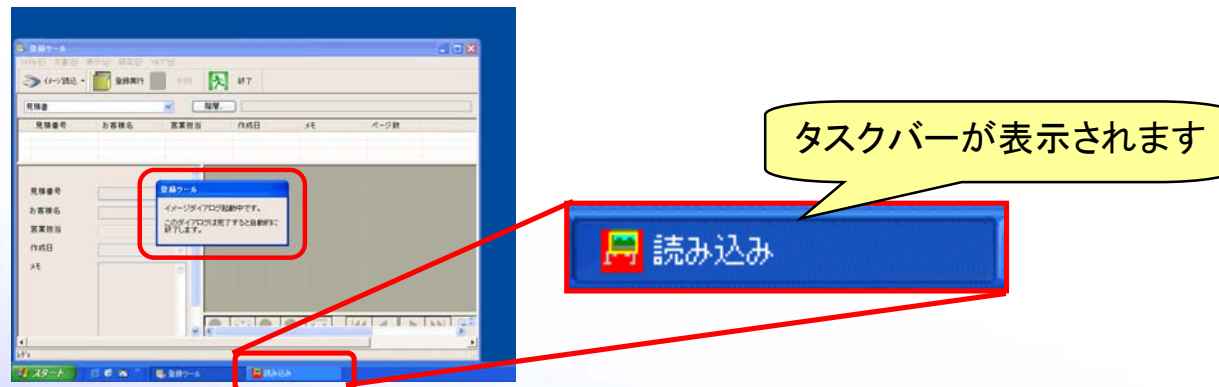 登録ツール
イメージ読込 登録実行 終了
見積書 階層
見積番号 お客様名 営業担当 作成日 メモ ページ数
見積番号
お客様名
営業担当
作成日
メモ
登録ツール
イメージダイアログ起動中です。
このダイアログは完了すると自動的に
終了します。
レディ
スタート 登録ツール 読み込み
タスクバーが表示されます
読み込み